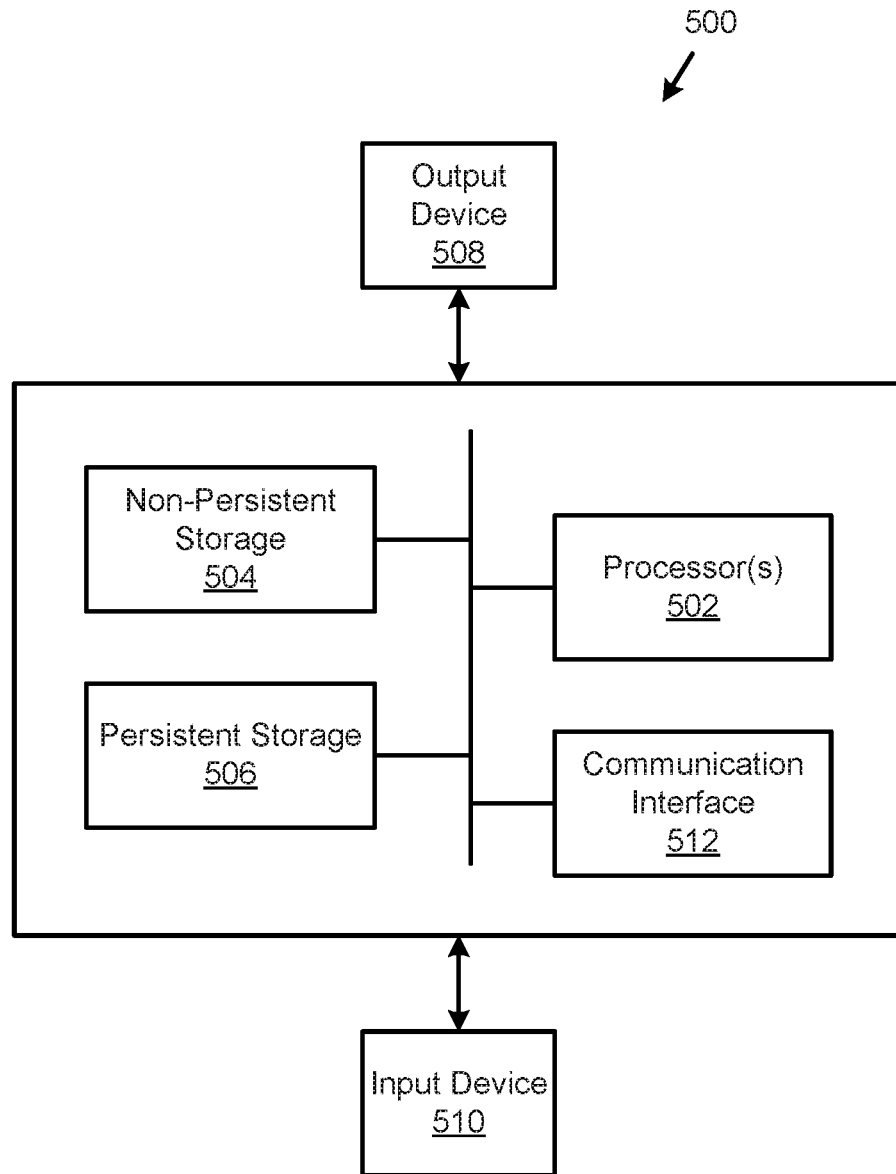 500
Output
Device
508
Non-Persistent
Storage
504
Processor(s)
502
Persistent Storage
506
Communication
Interface
512
Input Device
510